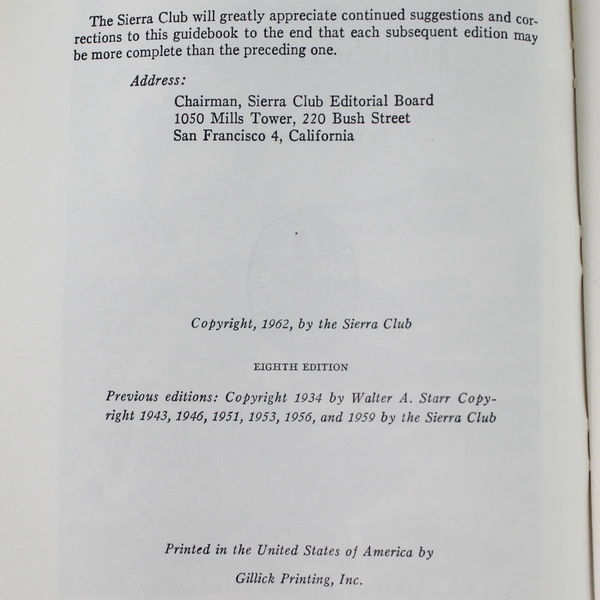 The Sierra Club will greatly appreciate continued suggestions and cor-
rections to this guidebook to the end that each subsequent edition may
be more complete than the preceding one.
Address:
Chairman, Sierra Club Editorial Board
1050 Mills Tower, 220 Bush Street
San Francisco 4, California
Copyright, 1962, by the Sierra Club
EIGHTH EDITION
Previous editions: Copyright 1934 by Walter A. Starr Copy-
right 1943, 1946, 1951, 1953, 1956, and 1959 by the Sierra Club
Printed in the United States of America by
Gillick Printing, Inc.